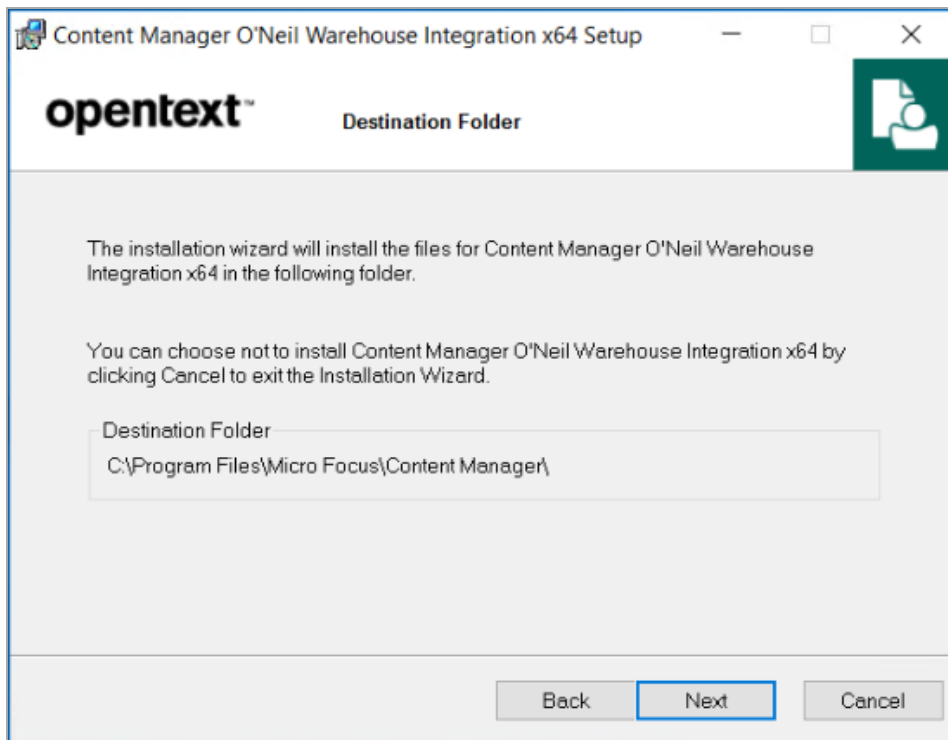 Content Manager O'Neil Warehouse Integration x64 Setup
opentext™
Destination Folder
The installation wizard will install the files for Content Manager O'Neil Warehouse
Integration x64 in the following folder.
You can choose not to install Content Manager O'Neil Warehouse Integration x64 by
clicking Cancel to exit the Installation Wizard.
Destination Folder
C:\Program Files\Micro Focus\Content Manager\
Back Next Cancel